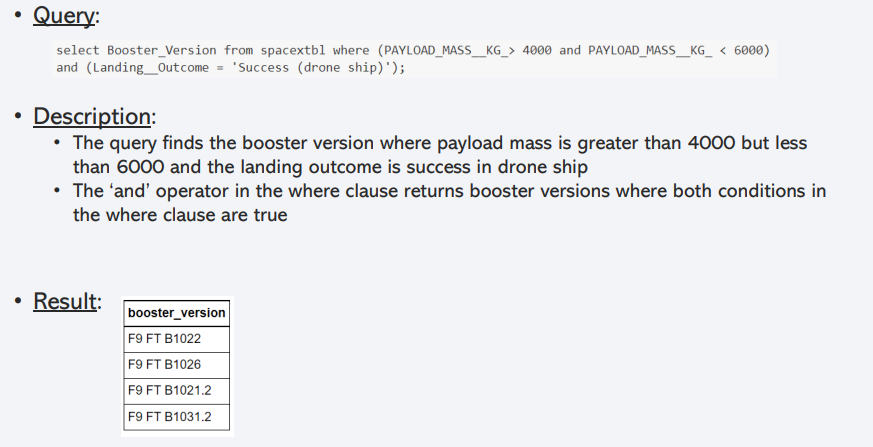 • Query:
select Booster_Version from spacextbl where (PAYLOAD_MASS__KG_> 4000 and PAYLOAD_MASS__KG_ < 6000)
and (Landing__Outcome = 'Success (drone ship)');
• Description:
• The query finds the booster version where payload mass is greater than 4000 but less
than 6000 and the landing outcome is success in drone ship
• The ‘and’ operator in the where clause returns booster versions where both conditions in
the where clause are true
• Result:
booster_version
F9 FT B1022
F9 FT B1026
F9 FT B1021.2
F9 FT B1031.2